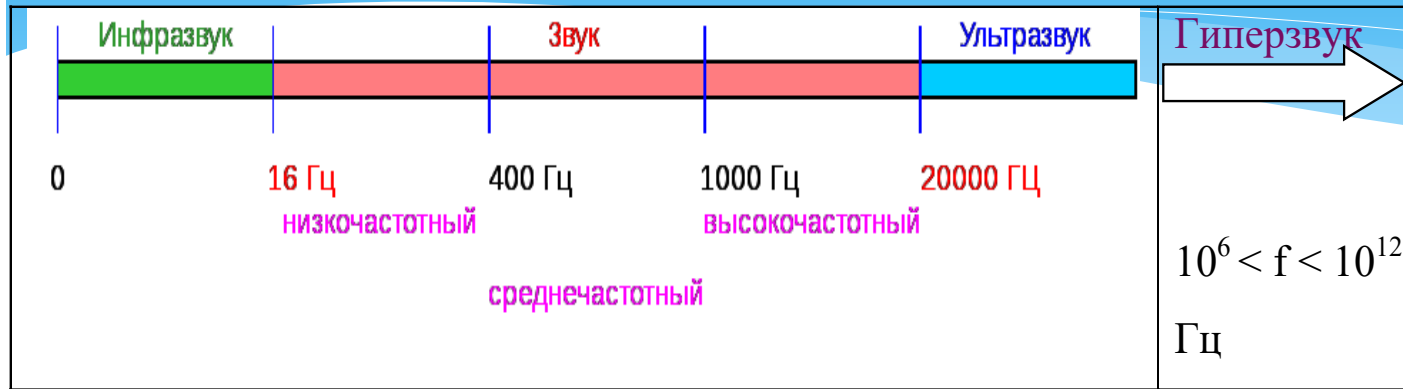 Инфразвук Звук Ультразвук Гиперзвук
0 16 Гц 400 Гц 1000 Гц 20000 ГЦ
низкочастотный высокочастотный
среднечастотный
10⁶ < f < 10¹²
Гц